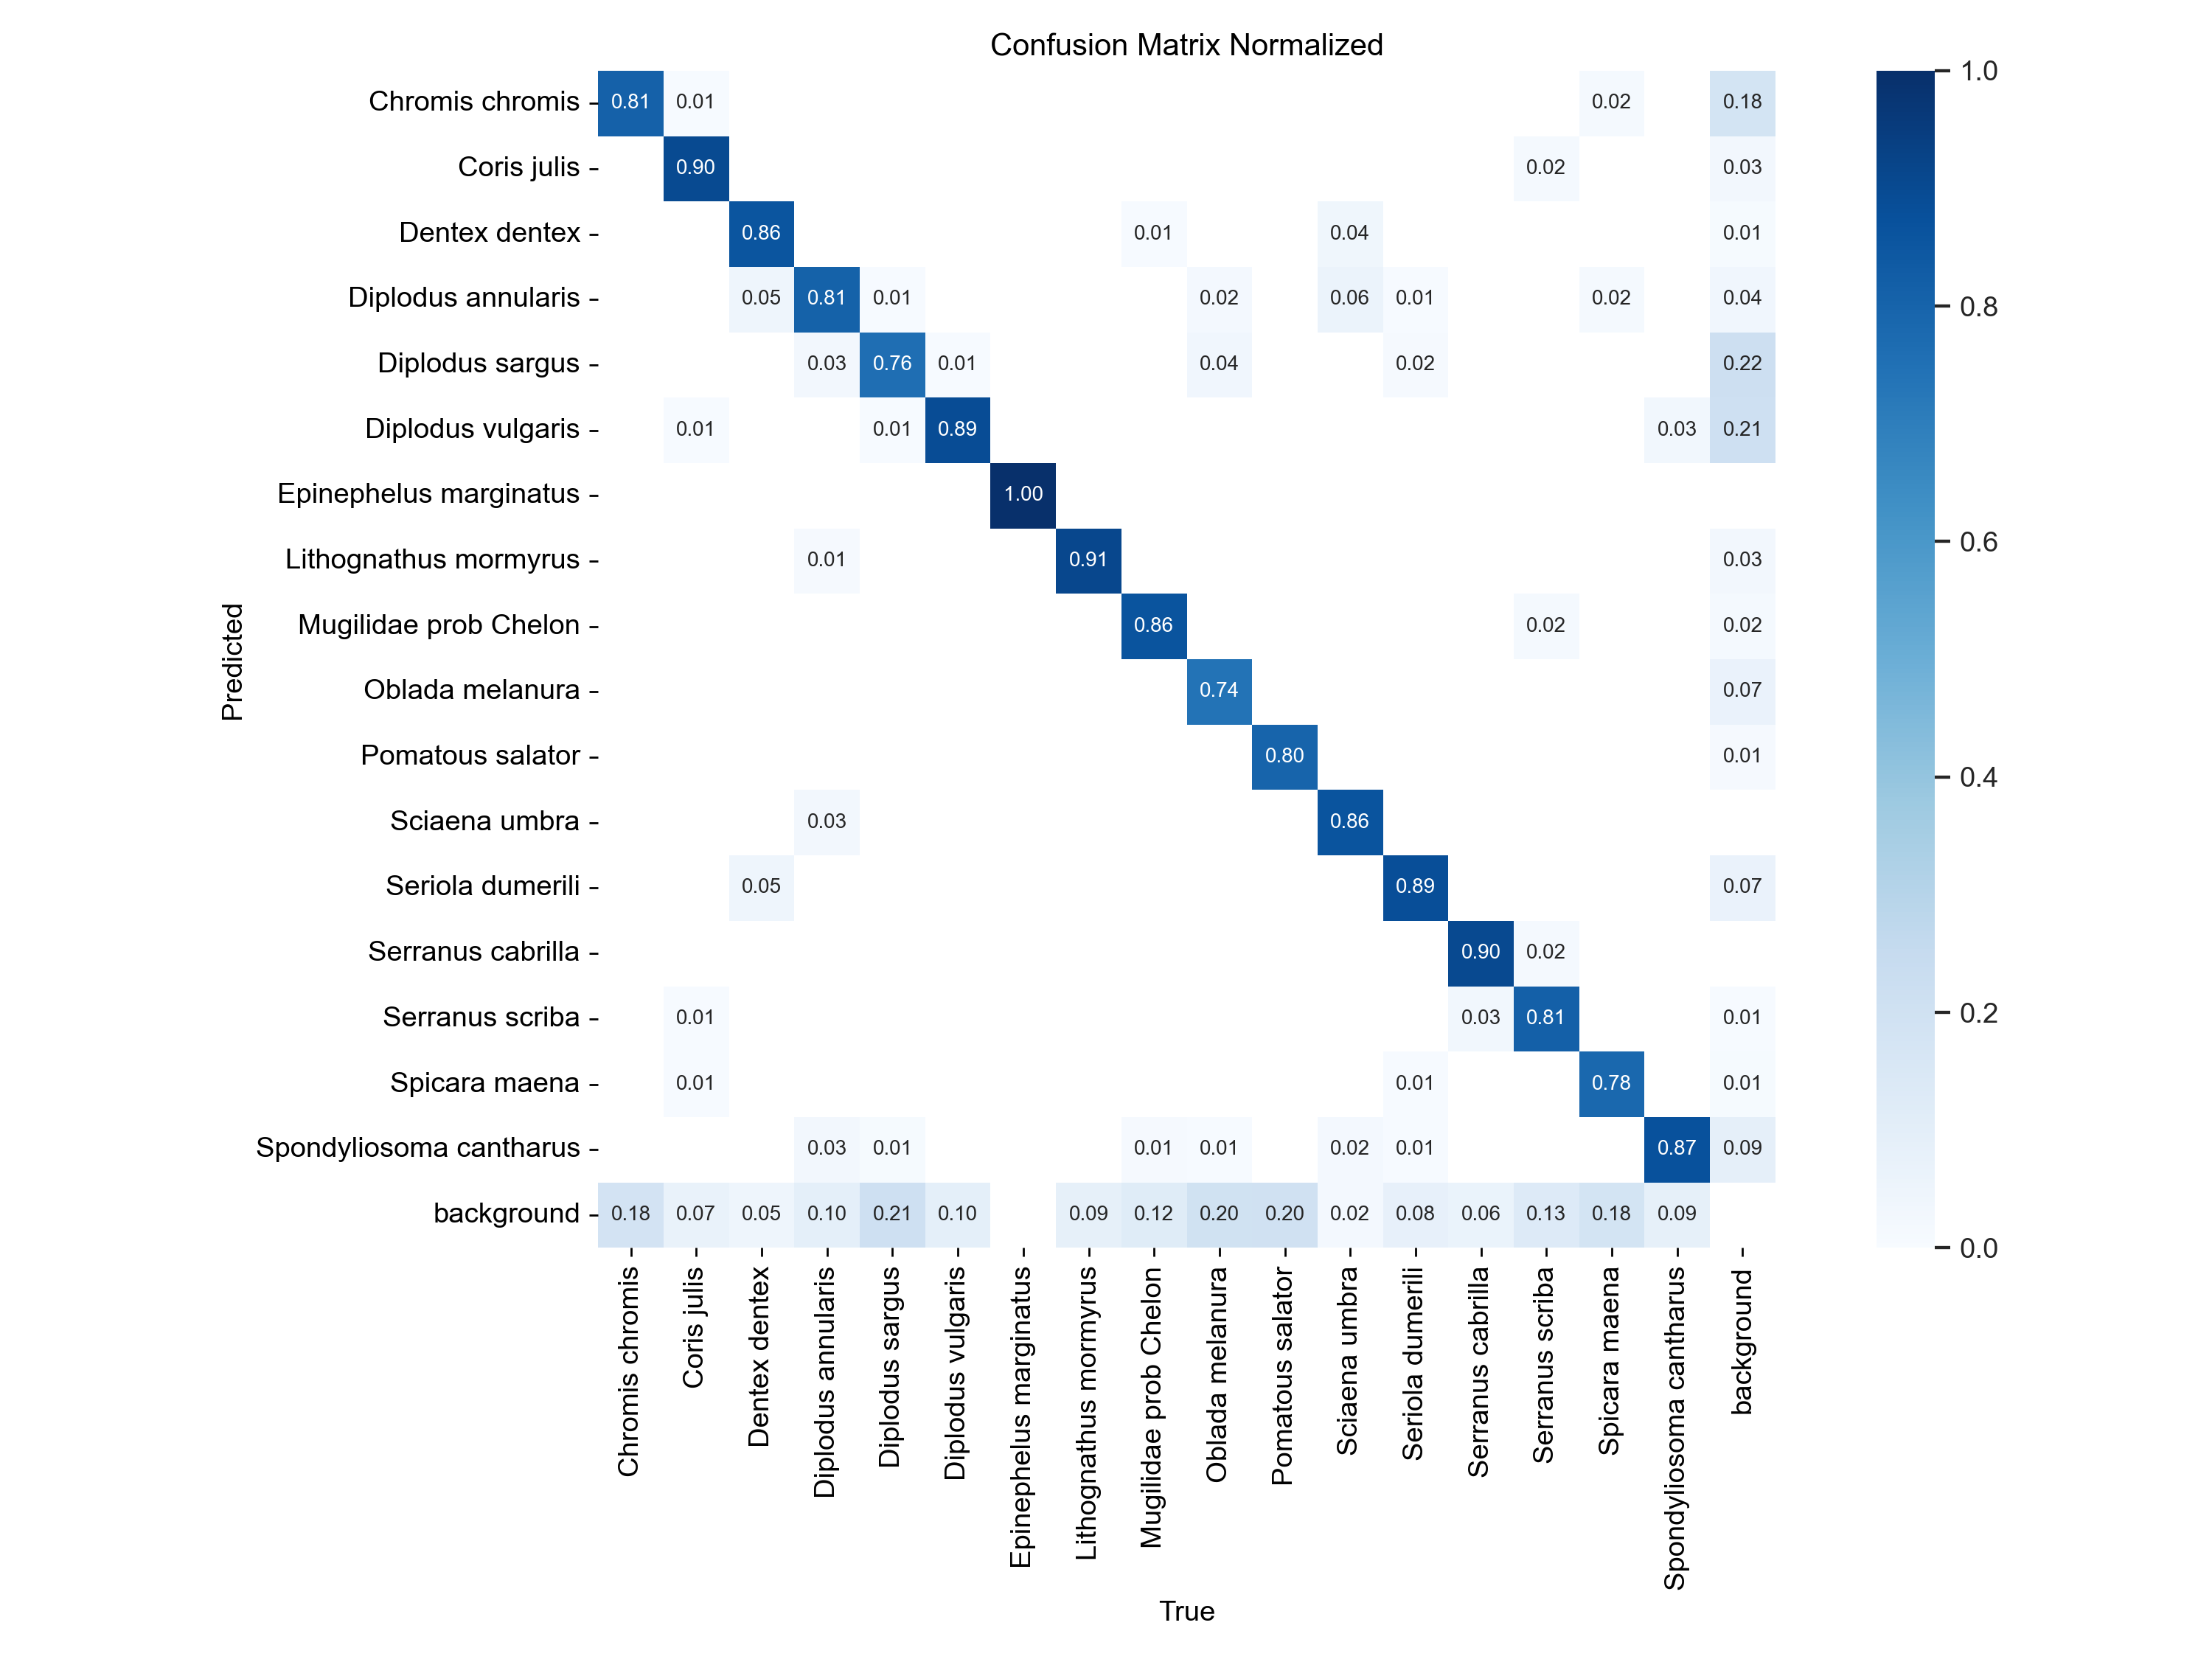 Confusion Matrix Normalized
Chromis chromis 0.81 0.01 0.02 0.18
Coris julis 0.90 0.02 0.03
Dentex dentex 0.86 0.01 0.04 0.01
Diplodus annularis 0.05 0.81 0.01 0.02 0.06 0.01 0.02 0.04
Diplodus sargus 0.03 0.76 0.01 0.04 0.02 0.22
Diplodus vulgaris 0.01 0.01 0.89 0.03 0.21
Epinephelus marginatus 1.00
Lithognathus mormyrus 0.01 0.91 0.03
Mugilidae prob Chelon 0.86 0.02 0.02
Oblada melanura 0.74 0.07
Pomatous salator 0.80 0.01
Sciaena umbra 0.03 0.86
Seriola dumerili 0.05 0.89 0.07
Serranus cabrilla 0.90 0.02
Serranus scriba 0.01 0.03 0.81 0.01
Spicara maena 0.01 0.01 0.78 0.01
Spondyliosoma cantharus 0.03 0.01 0.01 0.01 0.02 0.01 0.87 0.09
background 0.18 0.07 0.05 0.10 0.21 0.10 0.09 0.12 0.20 0.20 0.02 0.08 0.06 0.13 0.18 0.09
Predicted
Chromis chromis
Coris julis
Dentex dentex
Diplodus annularis
Diplodus sargus
Diplodus vulgaris
Epinephelus marginatus
Lithognathus mormyrus
Mugilidae prob Chelon
Oblada melanura
Pomatous salator
Sciaena umbra
Seriola dumerili
Serranus cabrilla
Serranus scriba
Spicara maena
Spondyliosoma cantharus
background
True
1.0
0.8
0.6
0.4
0.2
0.0